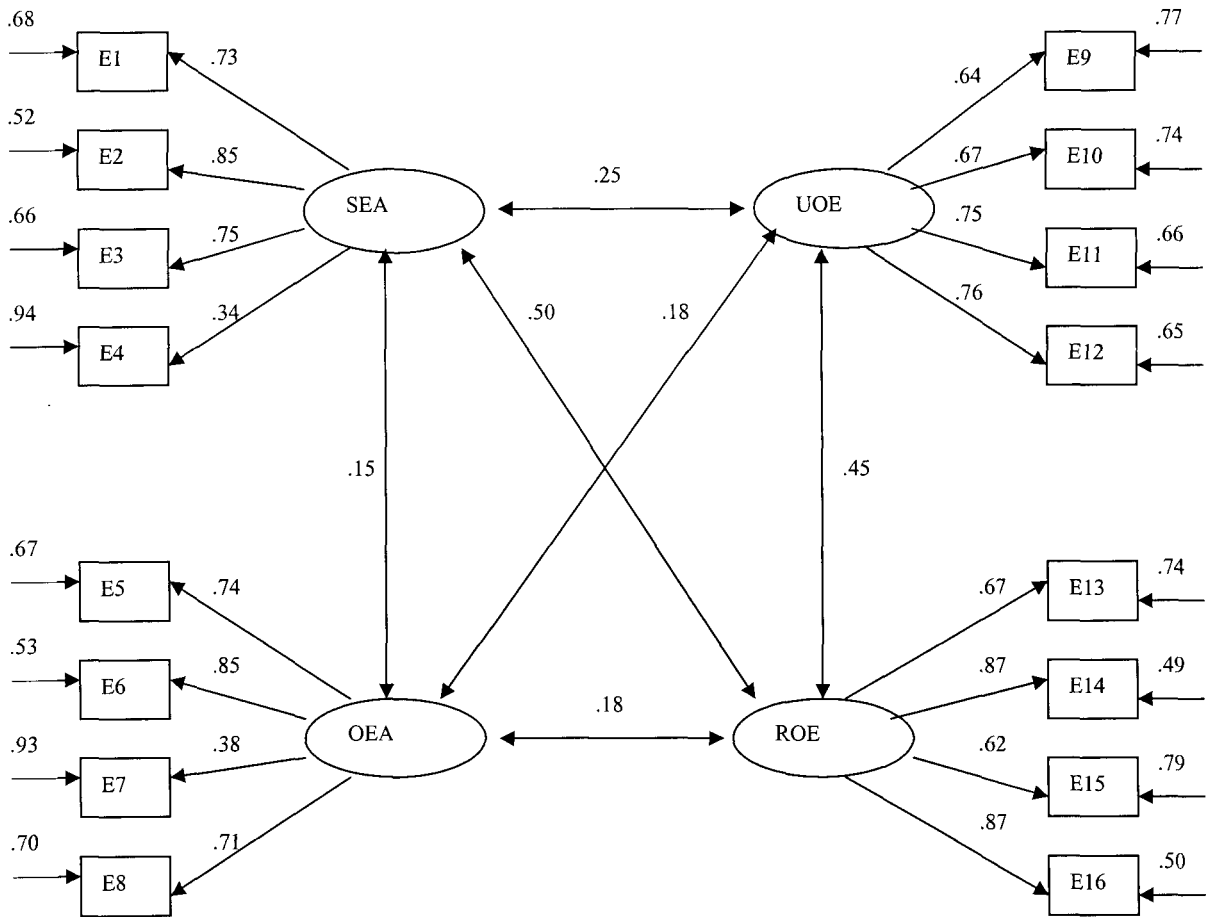 .68
E1
.73
.52
E2
.85
.66
E3
.75
.94
E4
.34
SEA
.25
UOE
.64
E9
.77
.67
E10
.74
.75
E11
.66
.76
E12
.65
.50
.18
.15
.45
.67
E5
.74
.53
E6
.85
.93
E7
.38
.70
E8
.71
OEA
.18
ROE
.67
E13
.74
.87
E14
.49
.62
E15
.79
.87
E16
.50